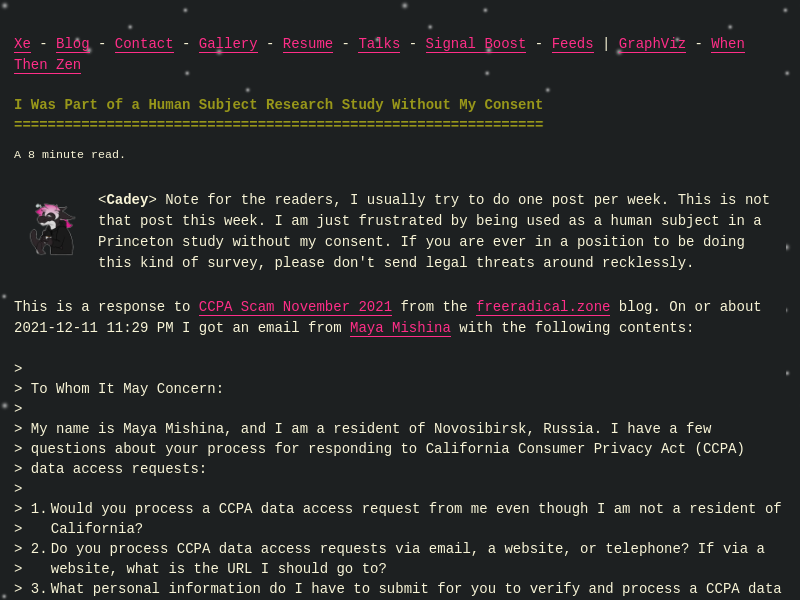 Xe - Blog - Contact - Gallery - Resume - Talks - Signal Boost - Feeds | GraphViz - When
Then Zen
I Was Part of a Human Subject Research Study Without My Consent
===============================================================
A 8 minute read.
<Cadey> Note for the readers, I usually try to do one post per week. This is not
that post this week. I am just frustrated by being used as a human subject in a
Princeton study without my consent. If you are ever in a position to be doing
this kind of survey, please don't send legal threats around recklessly.
This is a response to CCPA Scam November 2021 from the freeradical.zone blog. On or about
2021-12-11 11:29 PM I got an email from Maya Mishina with the following contents:
>
> To Whom It May Concern:
>
> My name is Maya Mishina, and I am a resident of Novosibirsk, Russia. I have a few
> questions about your process for responding to California Consumer Privacy Act (CCPA)
> data access requests:
>
> 1. Would you process a CCPA data access request from me even though I am not a resident of
> California?
> 2. Do you process CCPA data access requests via email, a website, or telephone? If via a
> website, what is the URL I should go to?
> 3. What personal information do I have to submit for you to verify and process a CCPA data